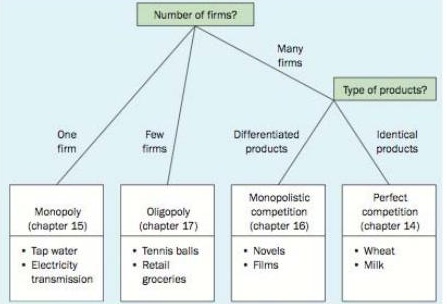 Number of firms?
Many
firms
Type of products?
One
firm
Few
firms
Differentiated
products
Identical
products
Monopoly
(chapter 15)
• Tap water
• Electricity
transmission
Oligopoly
(chapter 17)
• Tennis balls
• Retail
groceries
Monopolistic
competition
(chapter 16)
• Novels
• Films
Perfect
competition
(chapter 14)
• Wheat
• Milk